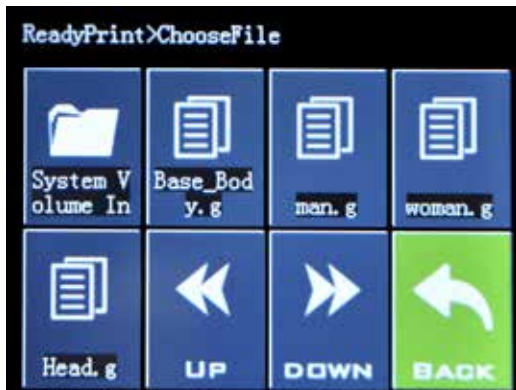 ReadyPrint>ChooseFile
System V
olume In
Base_Bod
y.g
man.g
woman.g
Head.g
UP
DOWN
BACK